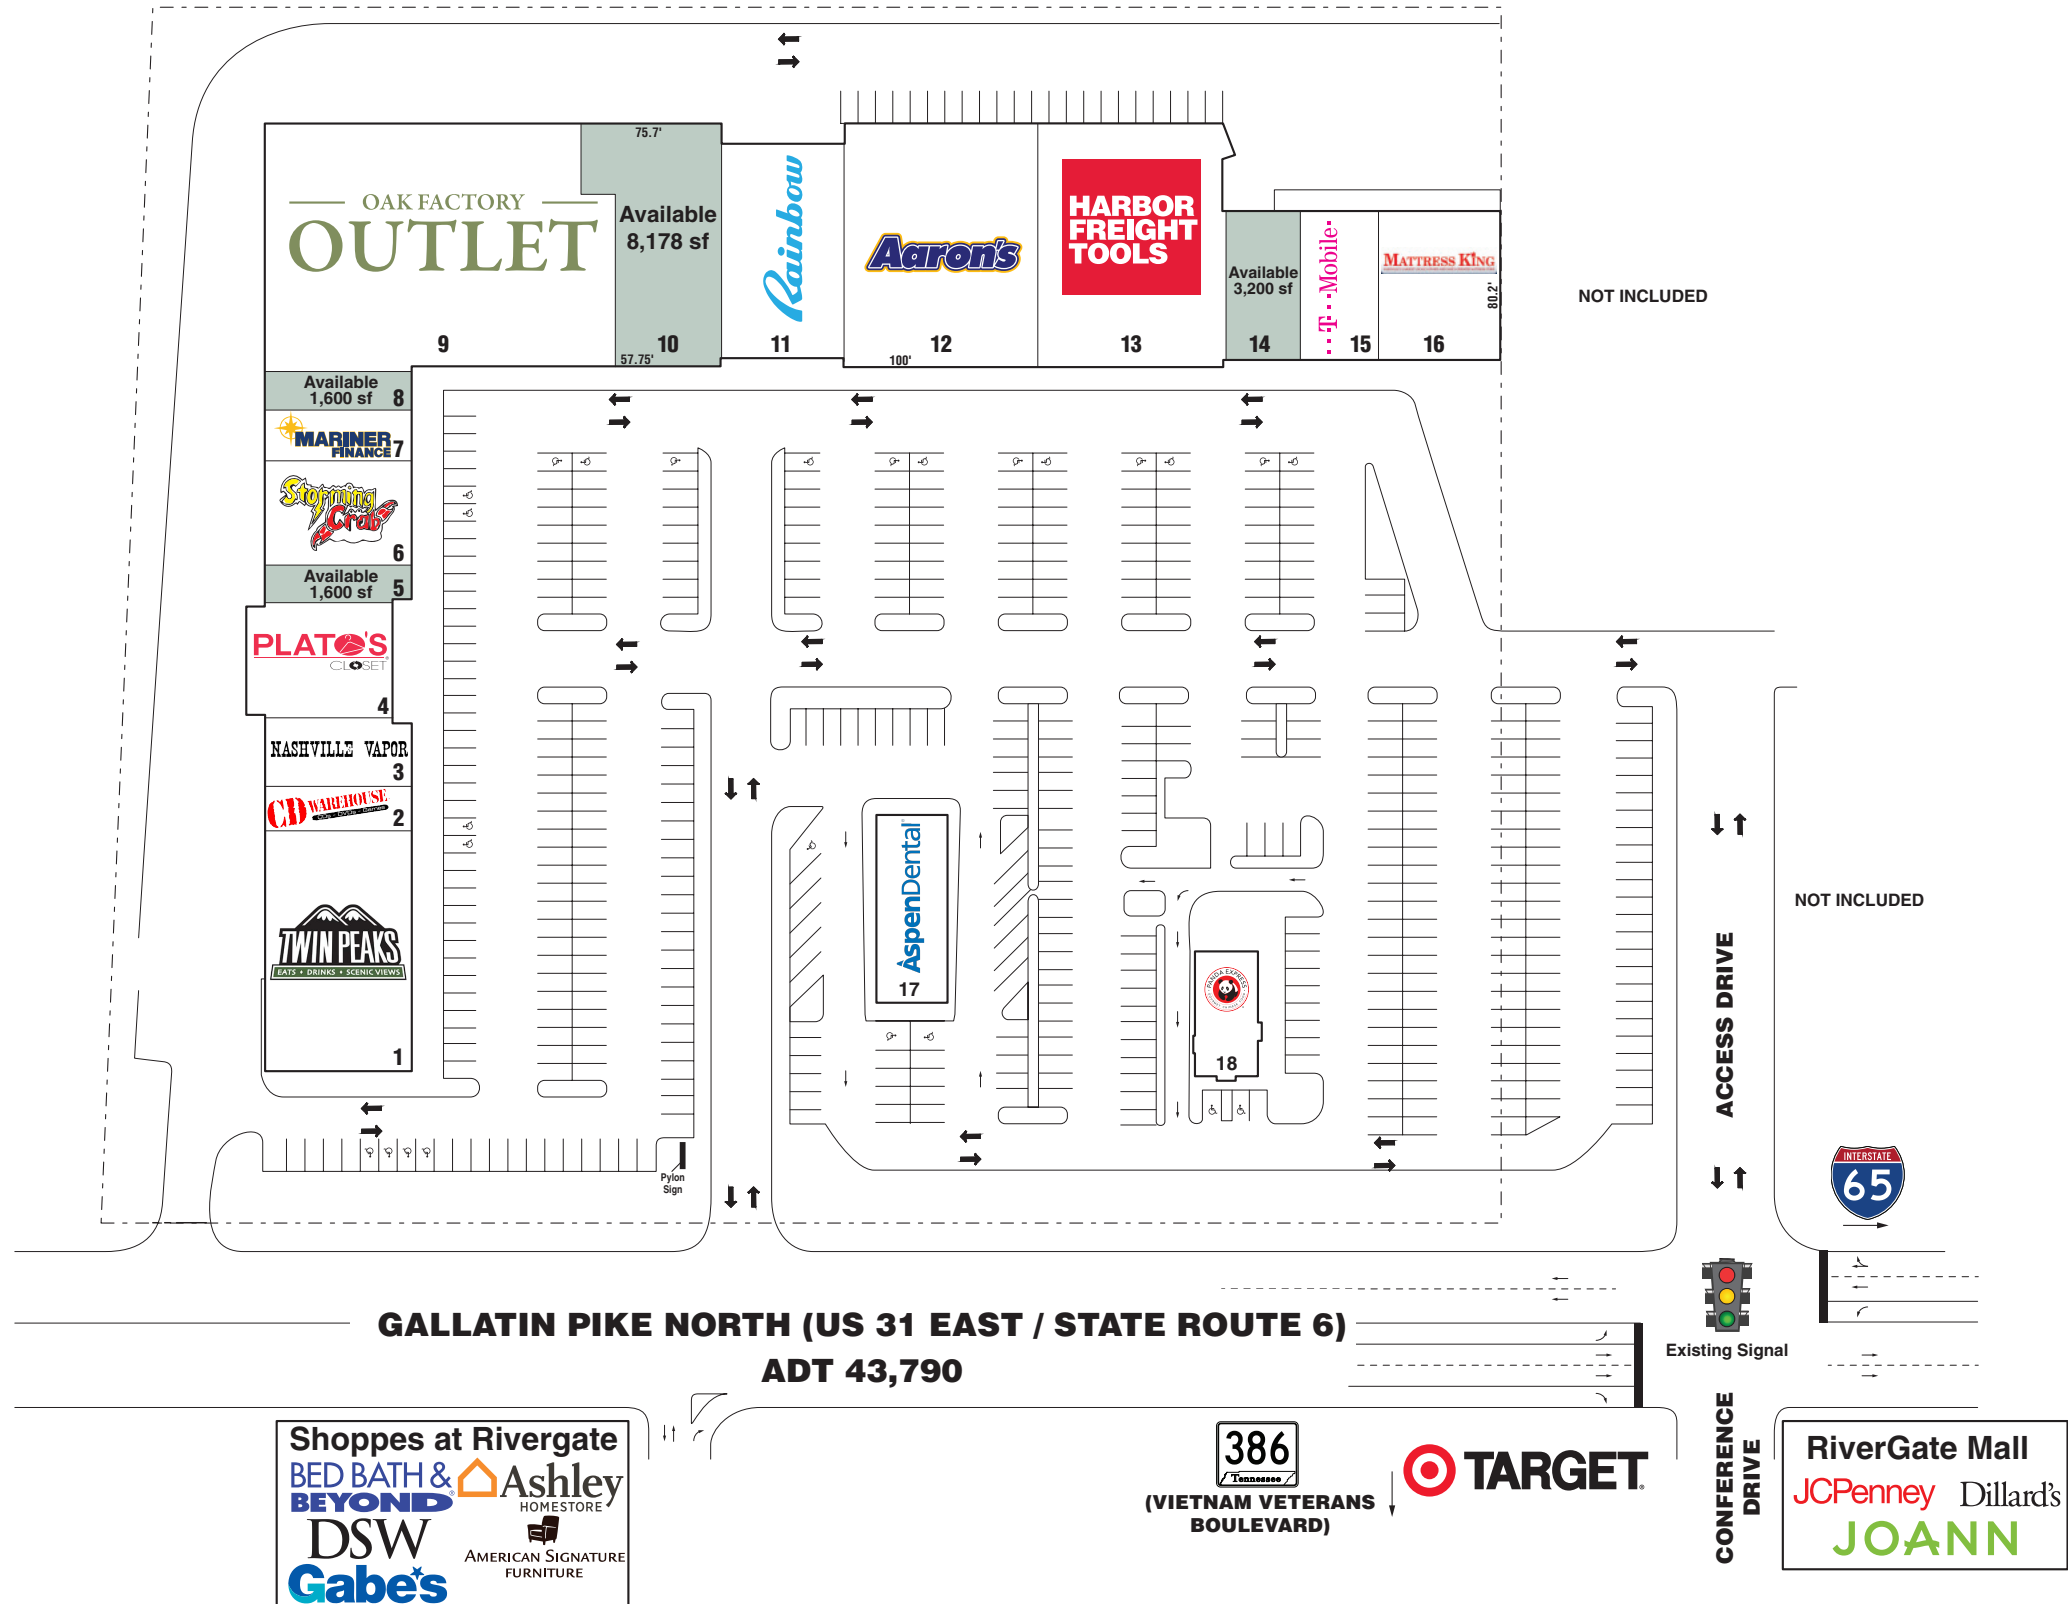 75.7'
OAK FACTORY
OUTLET
9
Available
8,178 sf
10
57.75'
Rainbow
11
Aaron's
12
100'
HARBOR
FREIGHT
TOOLS
13
Available
3,200 sf
14
T Mobile
15
MATTRESS KING
80.2'
16
NOT INCLUDED
Available
1,600 sf 8
MARINER
FINANCE 7
Storming
Crab
6
Available
1,600 sf 5
PLATO'S
CLOSET
4
NASHVILLE VAPOR
3
CD WAREHOUSE
CDs • DVDs • Games
2
TWIN PEAKS
EATS • DRINKS • SCENIC VIEWS
1
AspenDental
17
PANDA EXPRESS
18
NOT INCLUDED
ACCESS DRIVE
Pylon
Sign
INTERSTATE
65
GALLATIN PIKE NORTH (US 31 EAST / STATE ROUTE 6)
ADT 43,790
Existing Signal
CONFERENCE
DRIVE
Shoppes at Rivergate
BED BATH &
BEYOND
Ashley
HOMESTORE
DSW
AMERICAN SIGNATURE
FURNITURE
Gabe's
386
Tennessee
(VIETNAM VETERANS
BOULEVARD)
TARGET
RiverGate Mall
JCPenney Dillard's
JOANN